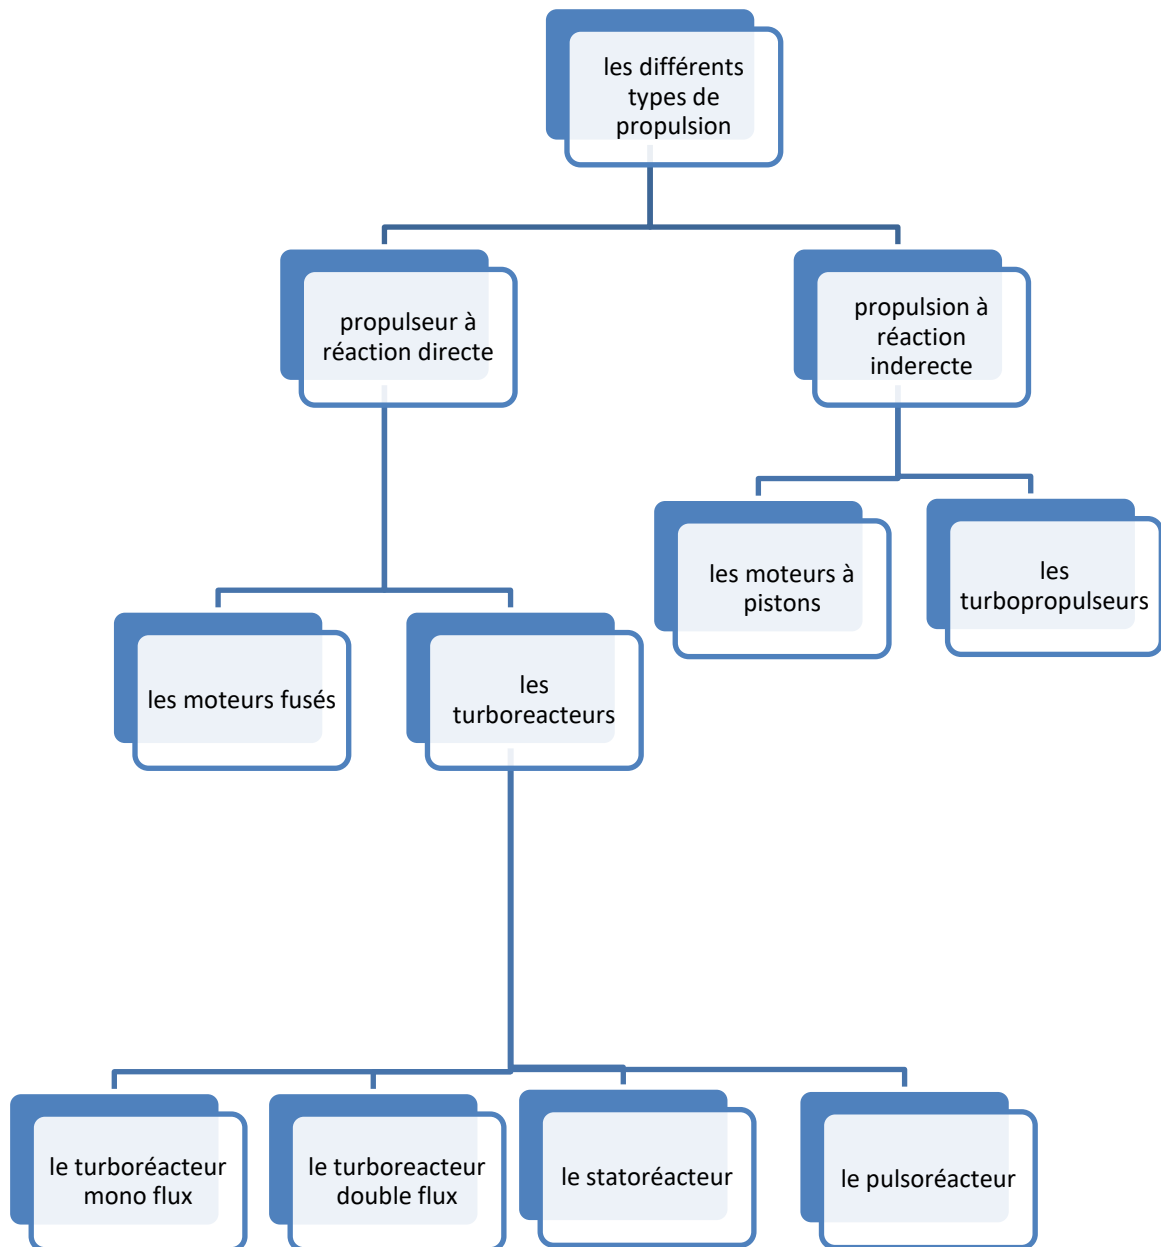 les différents
types de
propulsion
propulseur à
réaction directe
propulsion à
réaction
inderecte
les moteurs à
pistons
les
turbopropulseurs
les moteurs fusés
les
turboreacteurs
le turboréacteur
mono flux
le turboreacteur
double flux
le statoréacteur
le pulsoréacteur